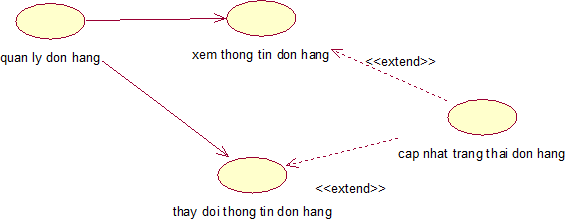 quan ly don hang
xem thong tin don hang
<<extend>>
cap nhat trang thai don hang
<<extend>>
thay doi thong tin don hang